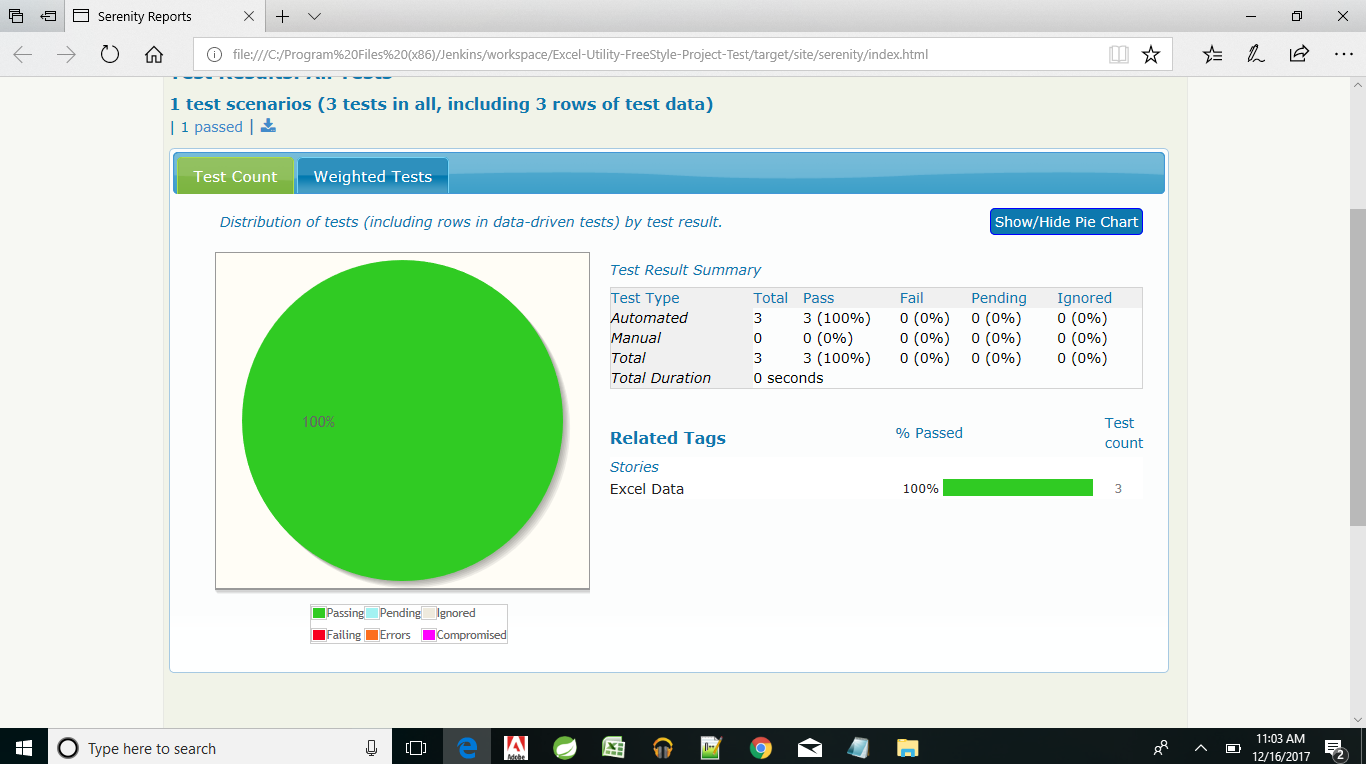 Serenity Reports
file:///C:/Program%20Files%20(x86)/Jenkins/workspace/Excel-Utility-FreeStyle-Project-Test/target/site/serenity/index.html
Test Results: All Tests
1 test scenarios (3 tests in all, including 3 rows of test data)
| 1 passed |
Test Count Weighted Tests
Distribution of tests (including rows in data-driven tests) by test result.
Show/Hide Pie Chart
100%
Passing Pending Ignored
Failing Errors Compromised
Test Result Summary
Test Type Total Pass Fail Pending Ignored
Automated 3 3 (100%) 0 (0%) 0 (0%) 0 (0%)
Manual 0 0 (0%) 0 (0%) 0 (0%) 0 (0%)
Total 3 3 (100%) 0 (0%) 0 (0%) 0 (0%)
Total Duration 0 seconds
Related Tags % Passed Test count
Stories
Excel Data 100% 3
Type here to search
Adobe
11:03 AM
12/16/2017
2